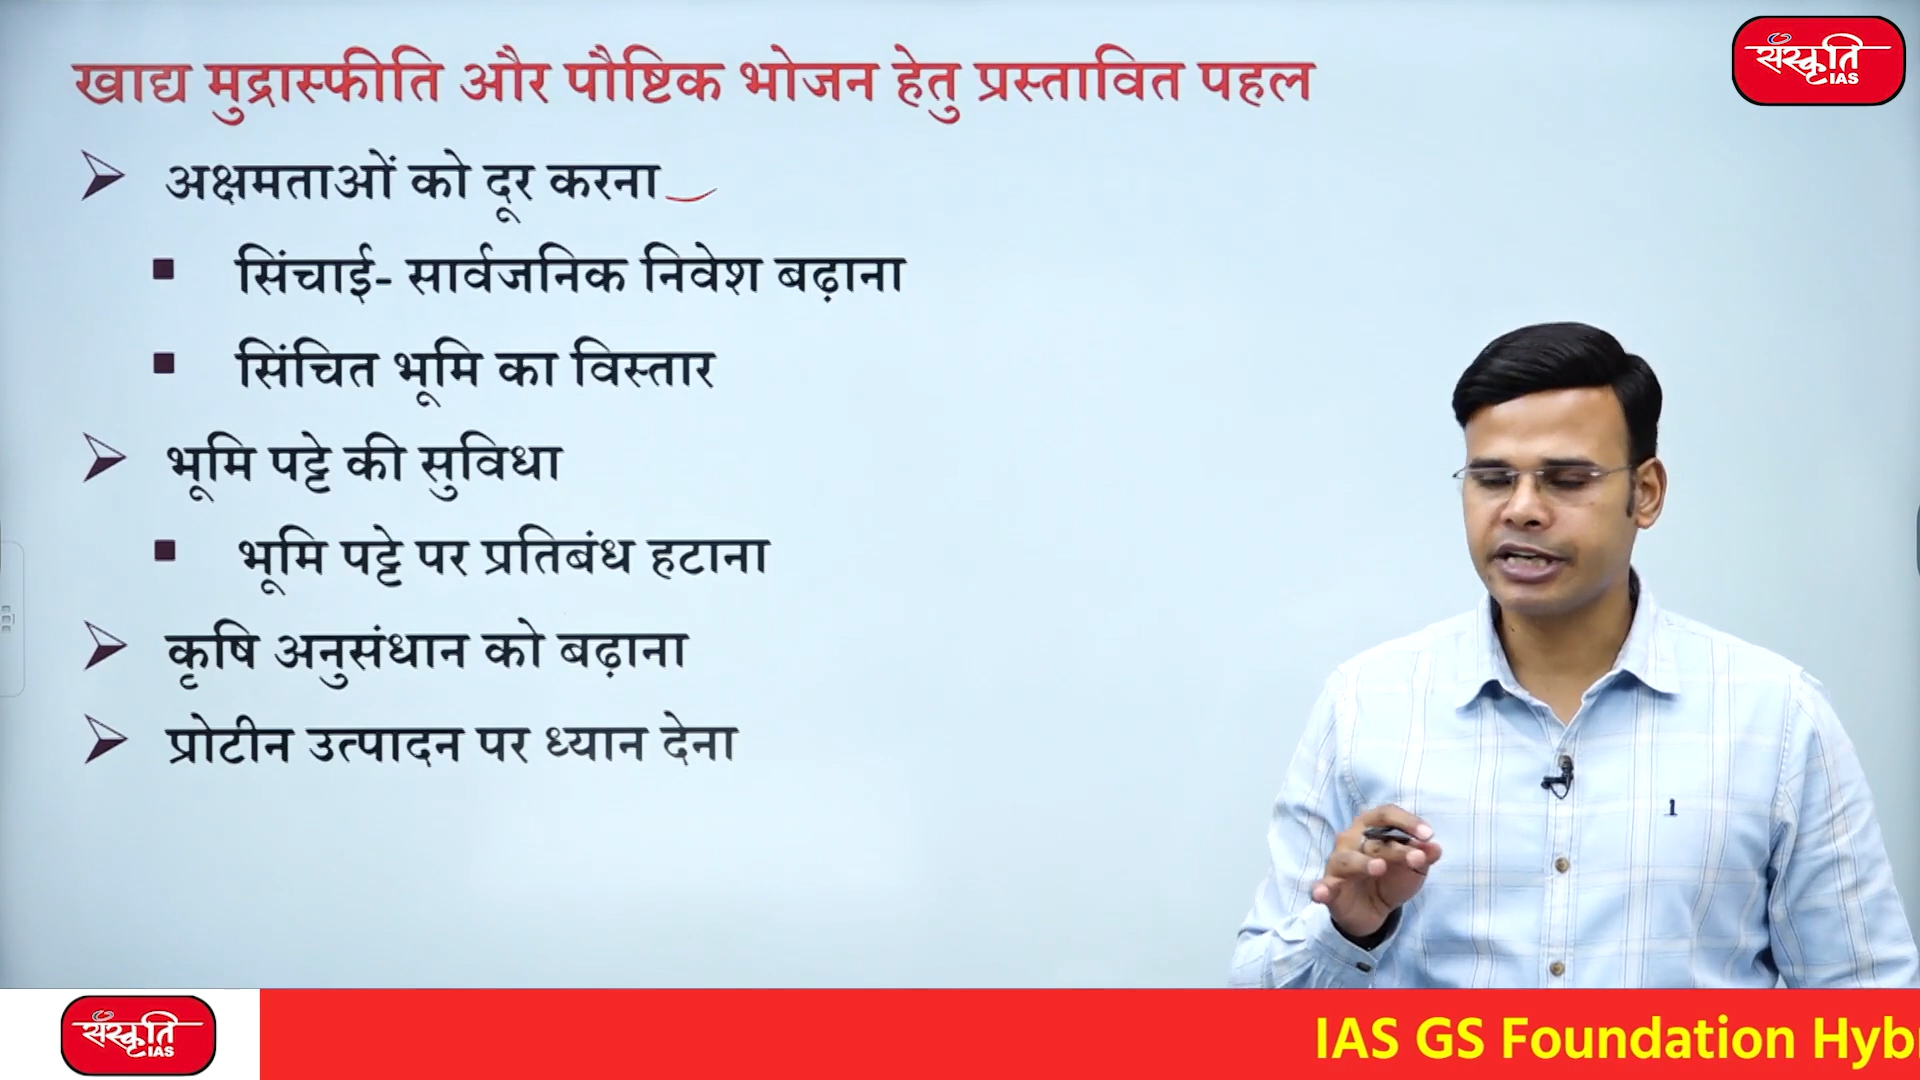 संस्कृति
IAS
खाद्य मुद्रास्फीति और पौष्टिक भोजन हेतु प्रस्तावित पहल
अक्षमताओं को दूर करना
सिंचाई- सार्वजनिक निवेश बढ़ाना
सिंचित भूमि का विस्तार
भूमि पट्टे की सुविधा
भूमि पट्टे पर प्रतिबंध हटाना
कृषि अनुसंधान को बढ़ाना
प्रोटीन उत्पादन पर ध्यान देना
संस्कृति
IAS
IAS GS Foundation